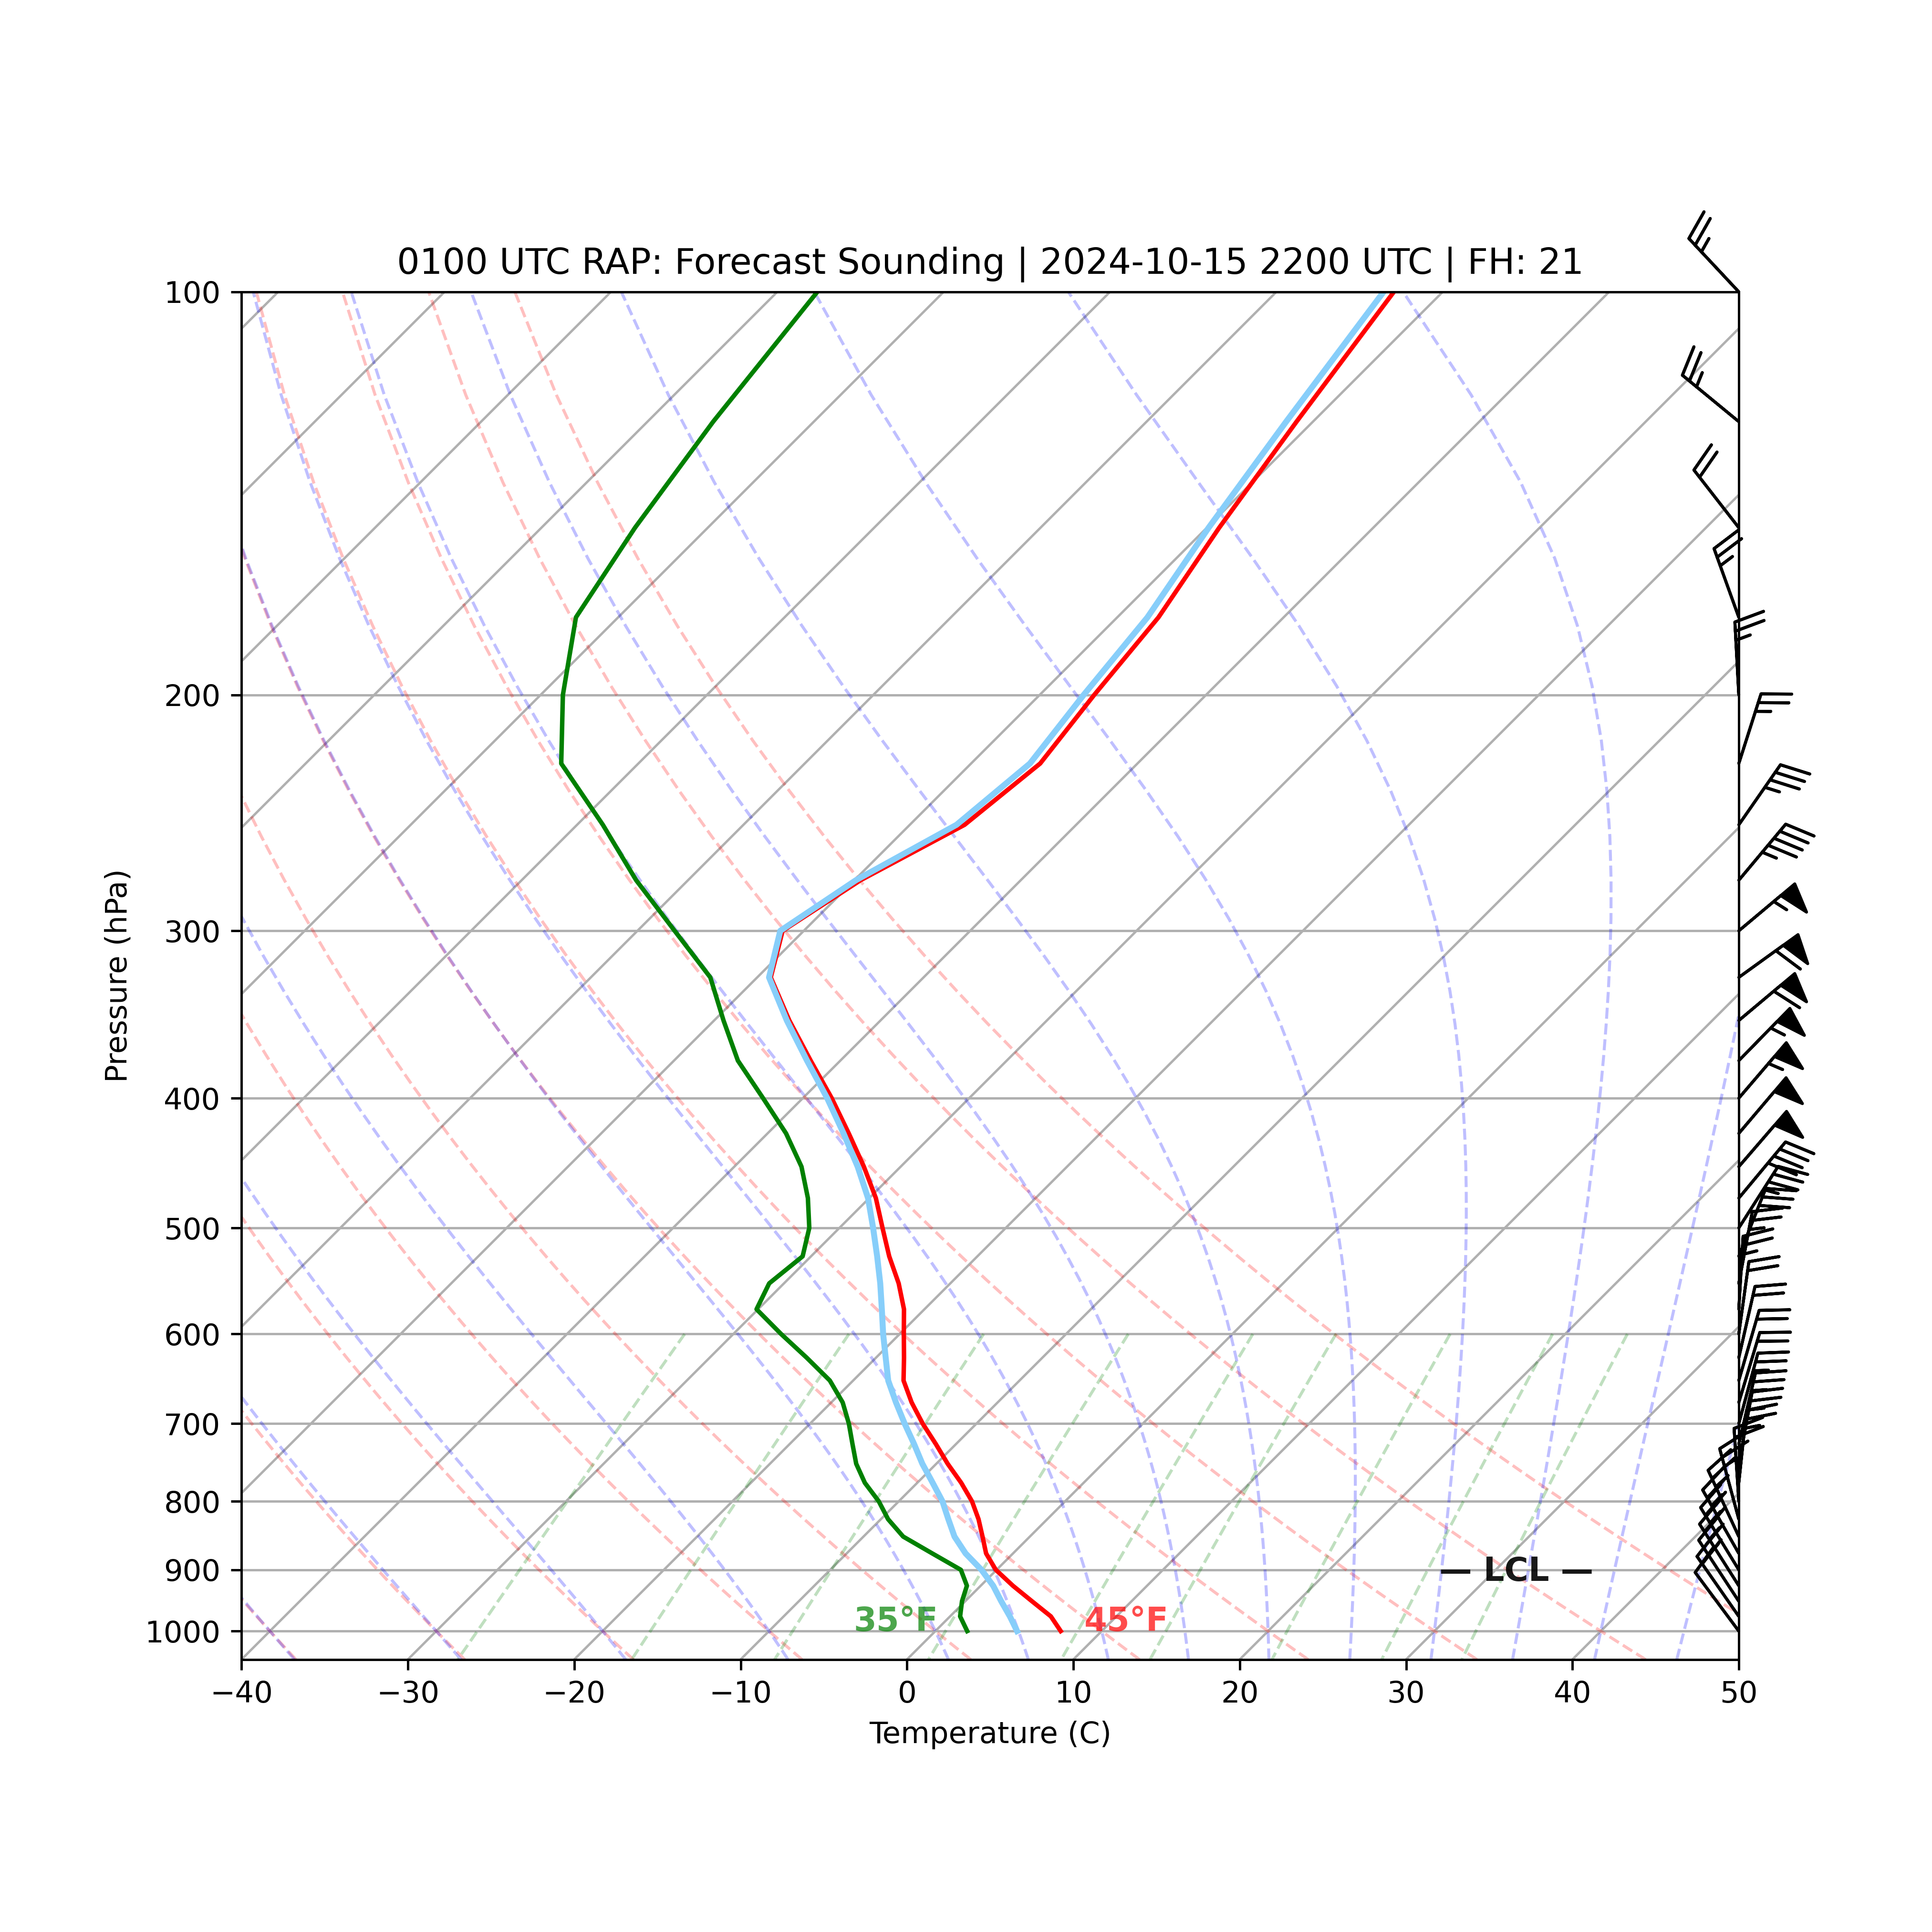 0100 UTC RAP: Forecast Sounding | 2024-10-15 2200 UTC | FH: 21
100
200
300
400
500
600
700
800
900
1000
Pressure (hPa)
— LCL —
35°F
45°F
−40 −30 −20 −10 0 10 20 30 40 50
Temperature (C)